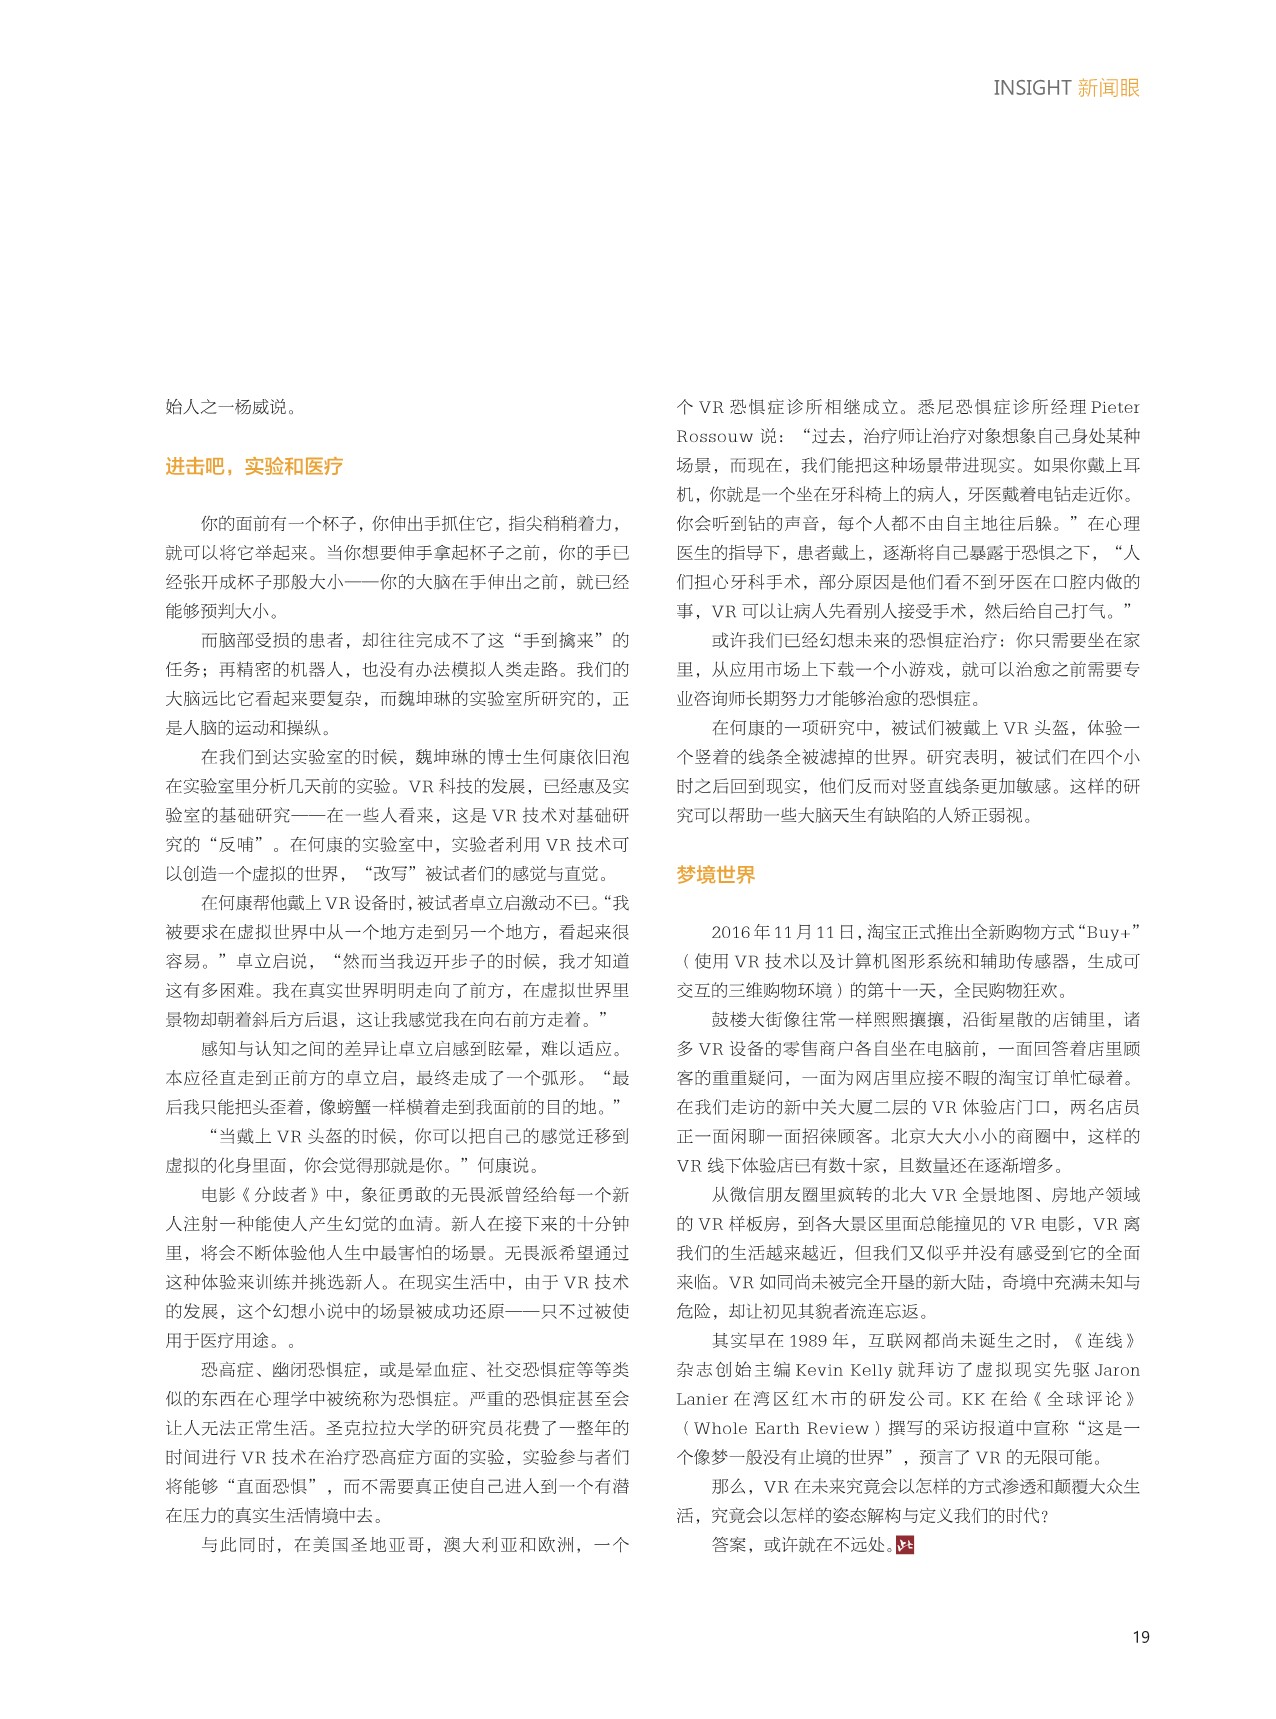 INSIGHT 新闻眼
始人之一杨威说。
进击吧，实验和医疗
你的面前有一个杯子，你伸出手抓住它，指尖稍稍着力，
就可以将它举起来。当你想要伸手拿起杯子之前，你的手已
经张开成杯子那般大小——你的大脑在手伸出之前，就已经
能够预判大小。
而脑部受损的患者，却往往完成不了这“手到擒来”的
任务；再精密的机器人，也没有办法模拟人类走路。我们的
大脑远比它看起来要复杂，而魏坤琳的实验室所研究的，正
是人脑的运动和操纵。
在我们到达实验室的时候，魏坤琳的博士生何康依旧泡
在实验室里分析几天前的实验。VR 科技的发展，已经惠及实
验室的基础研究——在一些人看来，这是 VR 技术对基础研
究的“反哺”。在何康的实验室中，实验者利用 VR 技术可
以创造一个虚拟的世界，“改写”被试者们的感觉与直觉。
在何康帮他戴上 VR 设备时，被试者卓立启激动不已。“我
被要求在虚拟世界中从一个地方走到另一个地方，看起来很
容易。”卓立启说，“然而当我迈开步子的时候，我才知道
这有多困难。我在真实世界明明走向了前方，在虚拟世界里
景物却朝着斜后方后退，这让我感觉我在向右前方走着。”
感知与认知之间的差异让卓立启感到眩晕，难以适应。
本应径直走到正前方的卓立启，最终走成了一个弧形。“最
后我只能把头歪着，像螃蟹一样横着走到我面前的目的地。”
“当戴上 VR 头盔的时候，你可以把自己的感觉迁移到
虚拟的化身里面，你会觉得那就是你。”何康说。
电影《分歧者》中，象征勇敢的无畏派曾经给每一个新
人注射一种能使人产生幻觉的血清。新人在接下来的十分钟
里，将会不断体验他人生中最害怕的场景。无畏派希望通过
这种体验来训练并挑选新人。在现实生活中，由于 VR 技术
的发展，这个幻想小说中的场景被成功还原——只不过被使
用于医疗用途。。
恐高症、幽闭恐惧症，或是晕血症、社交恐惧症等等类
似的东西在心理学中被统称为恐惧症。严重的恐惧症甚至会
让人无法正常生活。圣克拉拉大学的研究员花费了一整年的
时间进行 VR 技术在治疗恐高症方面的实验，实验参与者们
将能够“直面恐惧”，而不需要真正使自己进入到一个有潜
在压力的真实生活情境中去。
与此同时，在美国圣地亚哥，澳大利亚和欧洲，一个
个 VR 恐惧症诊所相继成立。悉尼恐惧症诊所经理 Pieter
Rossouw 说：“过去，治疗师让治疗对象想象自己身处某种
场景，而现在，我们能把这种场景带进现实。如果你戴上耳
机，你就是一个坐在牙科椅上的病人，牙医戴着电钻走近你。
你会听到钻的声音，每个人都不由自主地往后躲。”在心理
医生的指导下，患者戴上，逐渐将自己暴露于恐惧之下，“人
们担心牙科手术，部分原因是他们看不到牙医在口腔内做的
事，VR 可以让病人先看别人接受手术，然后给自己打气。”
或许我们已经幻想未来的恐惧症治疗：你只需要坐在家
里，从应用市场上下载一个小游戏，就可以治愈之前需要专
业咨询师长期努力才能够治愈的恐惧症。
在何康的一项研究中，被试们被戴上 VR 头盔，体验一
个竖着的线条全被滤掉的世界。研究表明，被试们在四个小
时之后回到现实，他们反而对竖直线条更加敏感。这样的研
究可以帮助一些大脑天生有缺陷的人矫正弱视。
梦境世界
2016 年 11 月 11 日，淘宝正式推出全新购物方式“Buy+”
（使用 VR 技术以及计算机图形系统和辅助传感器，生成可
交互的三维购物环境）的第十一天，全民购物狂欢。
鼓楼大街像往常一样熙熙攘攘，沿街星散的店铺里，诸
多 VR 设备的零售商户各自坐在电脑前，一面回答着店里顾
客的重重疑问，一面为网店里应接不暇的淘宝订单忙碌着。
在我们走访的新中关大厦二层的 VR 体验店门口，两名店员
正一面闲聊一面招徕顾客。北京大大小小的商圈中，这样的
VR 线下体验店已有数十家，且数量还在逐渐增多。
从微信朋友圈里疯转的北大 VR 全景地图、房地产领域
的 VR 样板房，到各大景区里面总能撞见的 VR 电影，VR 离
我们的生活越来越近，但我们又似乎并没有感受到它的全面
来临。VR 如同尚未被完全开垦的新大陆，奇境中充满未知与
危险，却让初见其貌者流连忘返。
其实早在 1989 年，互联网都尚未诞生之时，《连线》
杂志创始主编 Kevin Kelly 就拜访了虚拟现实先驱 Jaron
Lanier 在湾区红木市的研发公司。KK 在给《全球评论》
（Whole Earth Review）撰写的采访报道中宣称“这是一
个像梦一般没有止境的世界”，预言了 VR 的无限可能。
那么，VR 在未来究竟会以怎样的方式渗透和颠覆大众生
活，究竟会以怎样的姿态解构与定义我们的时代？
答案，或许就在不远处。
19